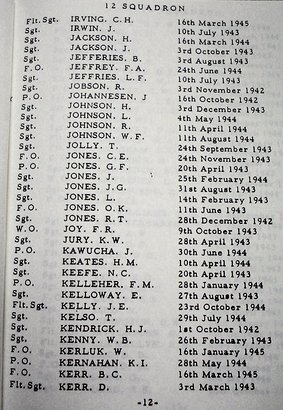 12 SQUADRON
Flt.Sgt. IRVING, C.H. 16th March 1945
Sgt. IRWIN, J. 10th July 1943
Sgt. JACKSON, H. 16th March 1944
Sgt. JACKSON, J. 3rd October 1943
Sgt. JEFFERIES, B. 3rd August 1943
F.O. JEFFREY, F.A. 24th June 1944
Sgt. JEFFRIES, L.F. 10th July 1943
Sgt. JOBSON, R. 3rd November 1942
P.O. JOHANNESEN, J 16th October 1942
Sgt. JOHNSON, H. 3rd December 1943
Sgt. JOHNSON, L. 4th May 1944
Sgt. JOHNSON, R. 11th April 1944
Sgt. JOHNSON, W.F. 11th August 1944
Sgt. JOLLY, T. 24th September 1943
F.O. JONES, C.E. 24th November 1943
P.O. JONES, G.F. 20th April 1943
Sgt. JONES, J. 25th February 1944
Sgt. JONES, J.G. 31st August 1943
Sgt. JONES, L. 14th February 1943
F.O. JONES, O.K. 11th June 1943
Sgt. JONES, R.T. 28th December 1942
W.O. JOY, F.R. 9th October 1943
Sgt. JURY, K.W. 28th April 1943
P.O. KAWUCHA, J. 30th June 1944
Sgt. KEATES, H.M. 10th April 1944
Sgt. KEEFE, N.C. 20th April 1943
P.O. KELLEHER, F.M. 28th January 1944
Sgt. KELLOWAY, E. 27th August 1943
Flt.Sgt. KELLY, J.E. 23rd October 1944
Sgt. KELSO, T. 29th July 1944
Sgt. KENDRICK, H.J. 1st October 1942
Sgt. KENNY, W.B. 26th February 1943
F.O. KERLUK, W. 16th January 1945
P.O. KERNAHAN, K.I. 28th May 1944
F.O. KERR, B.C. 16th March 1945
Flt.Sgt. KERR, D. 3rd March 1943
-12-